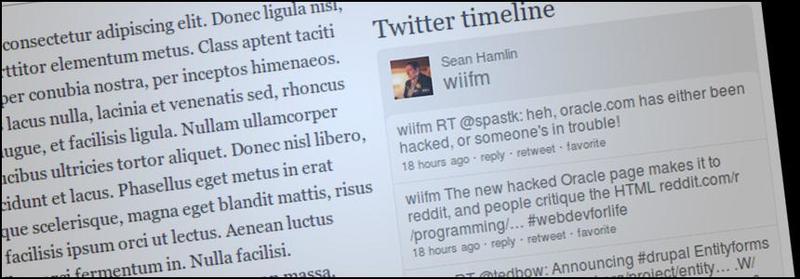 consectetur adipiscing elit. Donec ligula nisl,
rttitor elementum metus. Class aptent taciti
per conubia nostra, per inceptos himenaeos.
lacus nulla, lacinia et venenatis sed, rhoncus
augue, et facilisis ligula. Nullam ullamcorper
ucibus ultricies tortor aliquet. Donec nisl libero,
cidunt et lacus. Phasellus eget metus in erat
que scelerisque, magna eget blandit mattis, risus
facilisis ipsum orci ut lectus. Aenean luctus
fermentum in. Nulla facilisi.
massa,
Twitter timeline
Sean Hamlin
wiifm
wiifm RT @spastk: heh, oracle.com has either been
hacked, or someone's in trouble!
18 hours ago · reply · retweet · favorite
wiifm The new hacked Oracle page makes it to
reddit, and people critique the HTML reddit.com/r
/programming/… #webdevforlife
18 hours ago · reply · retweet · favorite
RT @tedbow: Announcing #drupal Entityforms
/project/entity… .W/